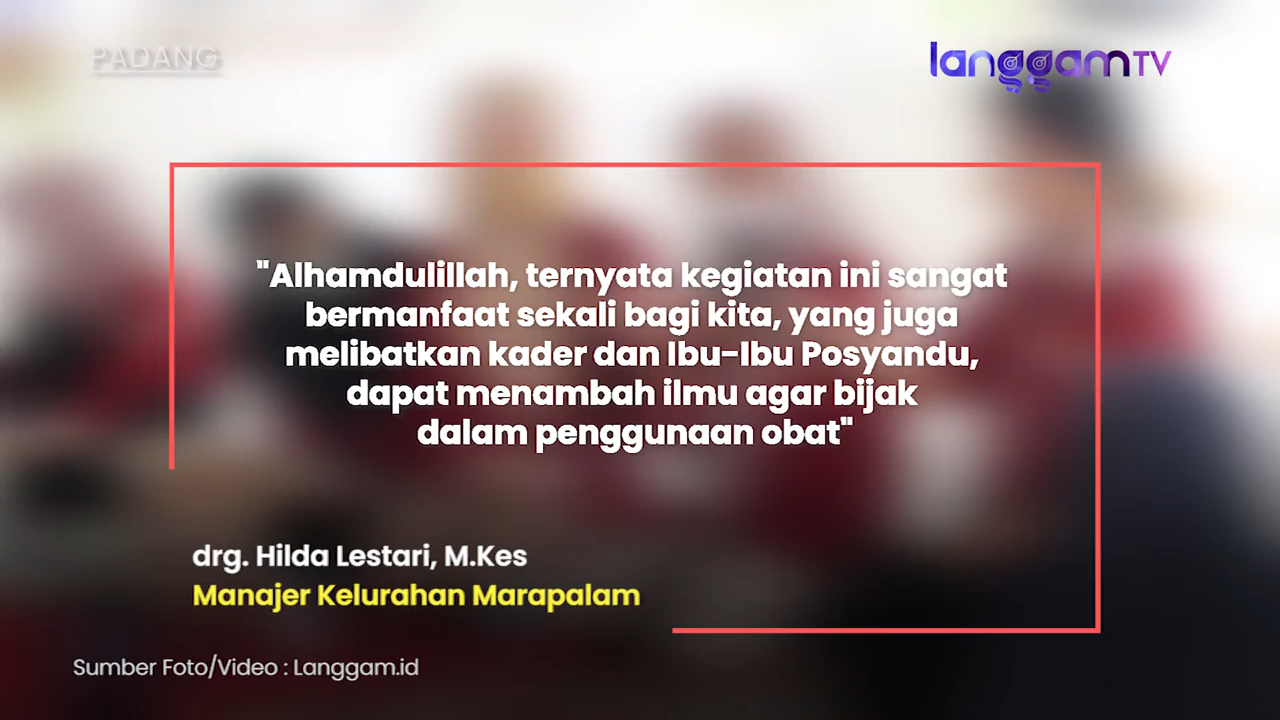 PADANG
langgamTV
"Alhamdulillah, ternyata kegiatan ini sangat
bermanfaat sekali bagi kita, yang juga
melibatkan kader dan Ibu-Ibu Posyandu,
dapat menambah ilmu agar bijak
dalam penggunaan obat"
drg. Hilda Lestari, M.Kes
Manajer Kelurahan Marapalam
Sumber Foto/Video : Langgam.id